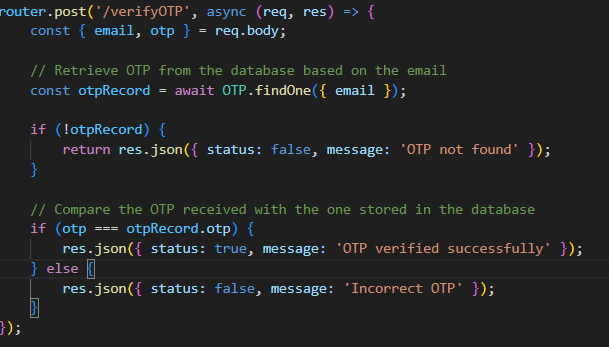 router.post('/verifyOTP', async (req, res) => {
const { email, otp } = req.body;
// Retrieve OTP from the database based on the email
const otpRecord = await OTP.findOne({ email });
if (!otpRecord) {
return res.json({ status: false, message: 'OTP not found' });
}
// Compare the OTP received with the one stored in the database
if (otp === otpRecord.otp) {
res.json({ status: true, message: 'OTP verified successfully' });
} else {
res.json({ status: false, message: 'Incorrect OTP' });
}
});